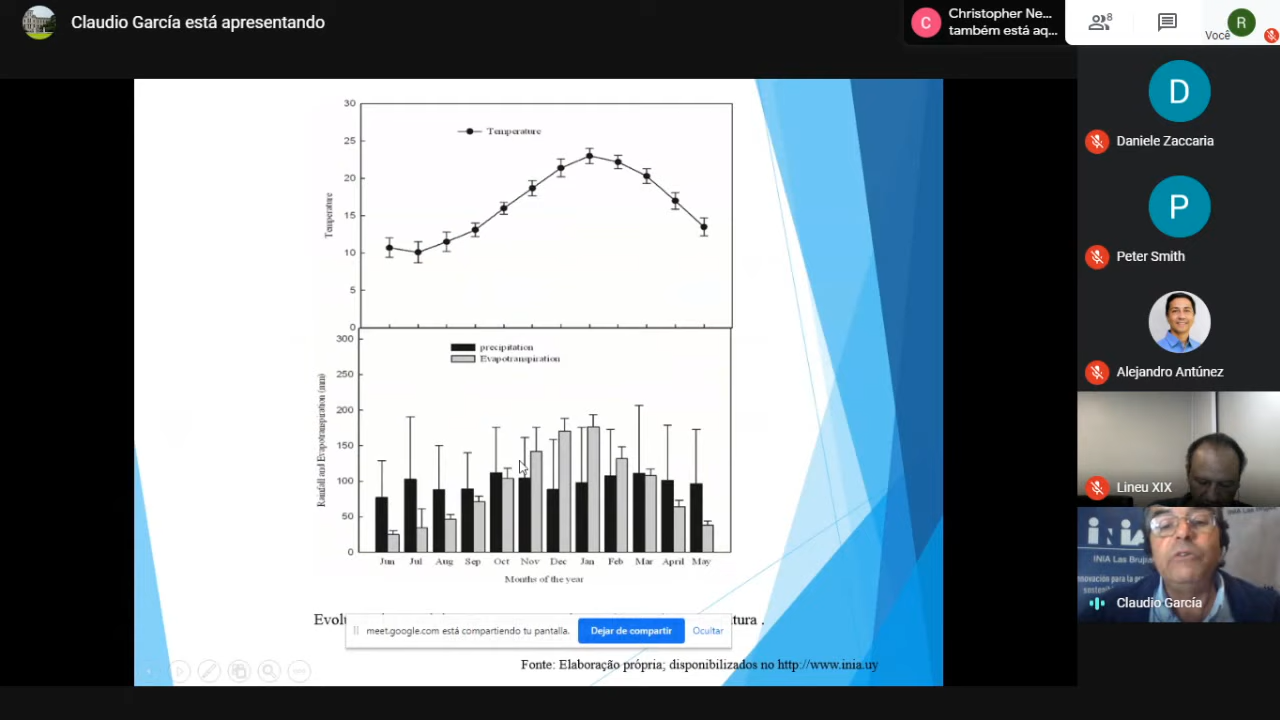 Claudio García está apresentando
Christopher Ne...
também está aq...
8
Você
C
R
D
Daniele Zaccaria
P
Peter Smith
Alejandro Antúnez
Lineu XIX
INIA Las Brujas
Claudio García
30
25
20
15
10
5
0
Temperature
Temperature
300
250
200
150
100
50
0
Rainfall and Evapotranspiration (mm)
precipitation
Evapotranspiration
Jun Jul Aug Sep Oct Nov Dec Jan Feb Mar April May
Months of the year
meet.google.com está compartiendo tu pantalla. Dejar de compartir Ocultar
Fonte: Elaboração própria; disponibilizados no http://www.inia.uy